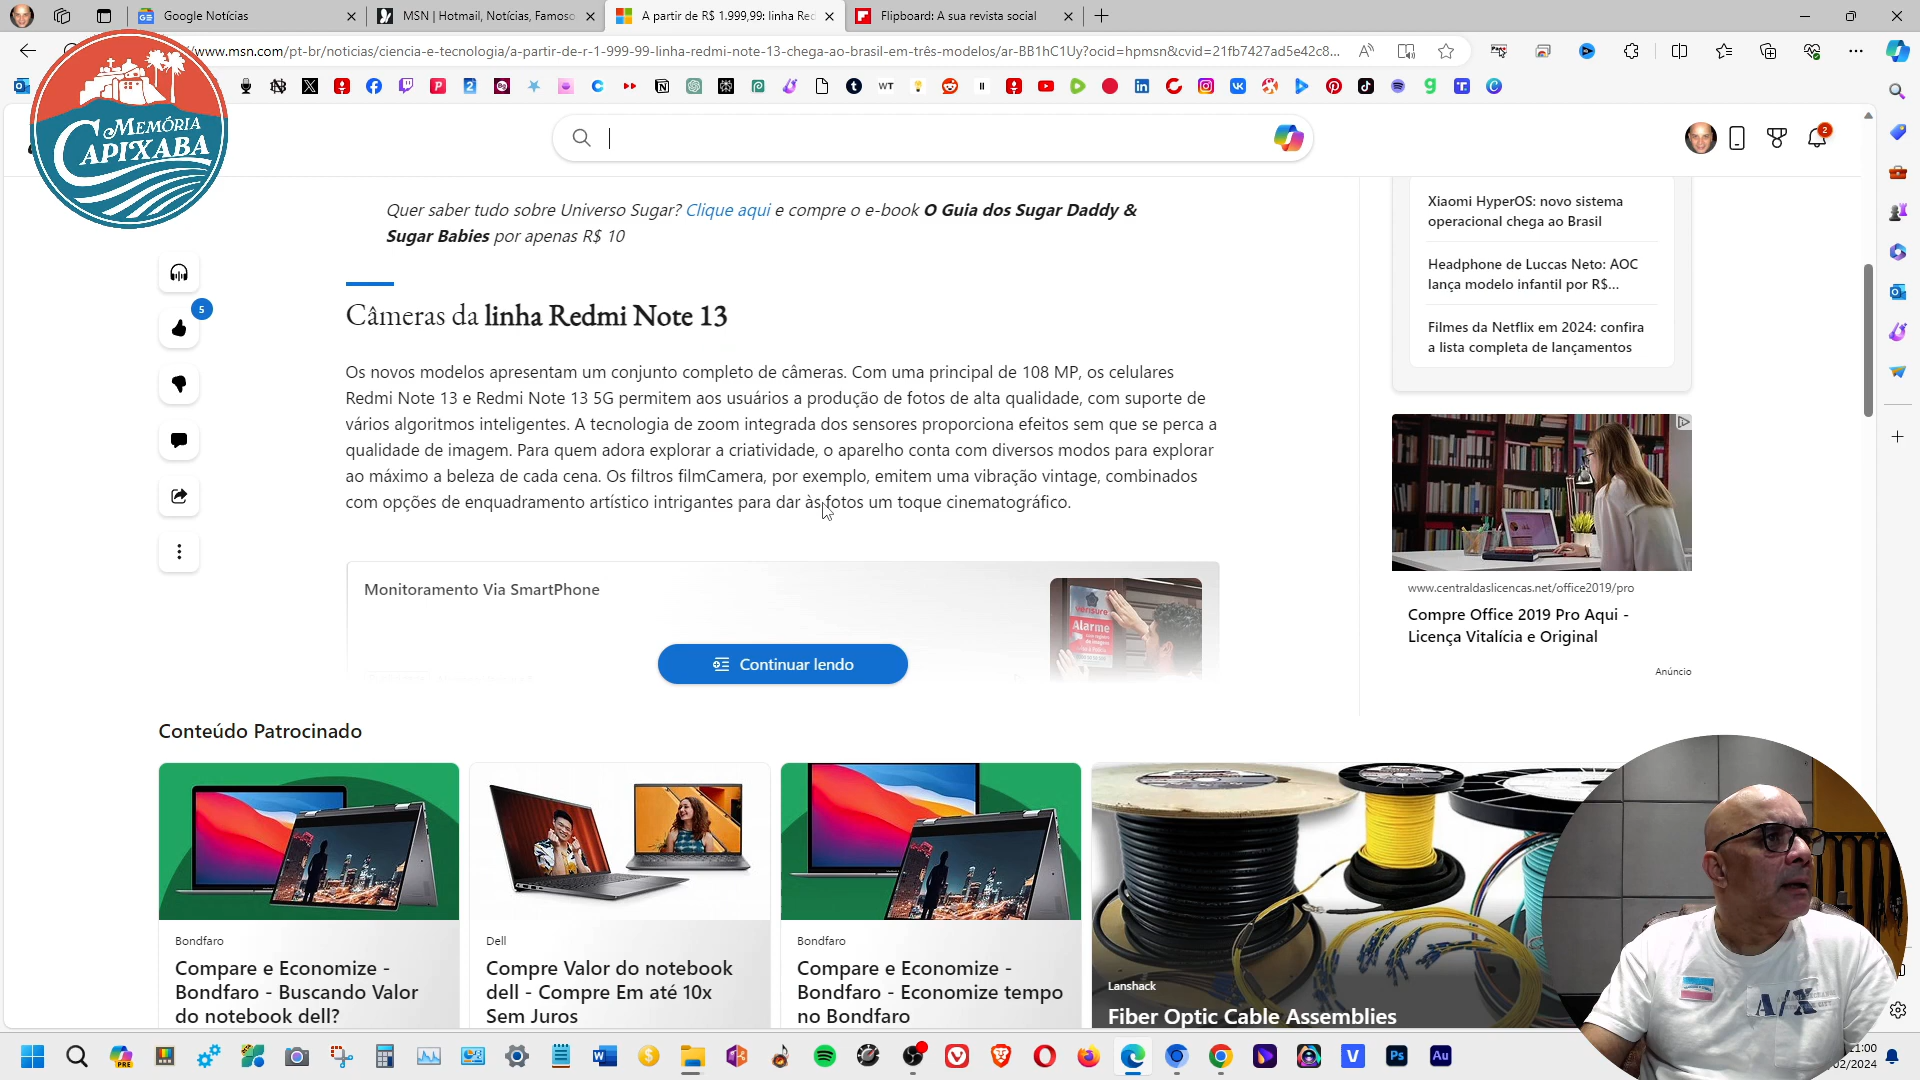 Google Notícias
MSN | Hotmail, Notícias, Famoso
A partir de R$ 1.999,99: linha Red
Flipboard: A sua revista social
www.msn.com/pt-br/noticias/ciencia-e-tecnologia/a-partir-de-r-1-999-99-linha-redmi-note-13-chega-ao-brasil-em-três-modelos/ar-BB1hC1Uy?ocid=hpmsn&cvid=21fb7427ad5e42c8...
MEMÓRIA
CAPIXABA
2
Quer saber tudo sobre Universo Sugar? Clique aqui e compre o e-book O Guia dos Sugar Daddy &
Sugar Babies por apenas R$ 10
5
Câmeras da linha Redmi Note 13
Os novos modelos apresentam um conjunto completo de câmeras. Com uma principal de 108 MP, os celulares
Redmi Note 13 e Redmi Note 13 5G permitem aos usuários a produção de fotos de alta qualidade, com suporte de
vários algoritmos inteligentes. A tecnologia de zoom integrada dos sensores proporciona efeitos sem que se perca a
qualidade de imagem. Para quem adora explorar a criatividade, o aparelho conta com diversos modos para explorar
ao máximo a beleza de cada cena. Os filtros filmCamera, por exemplo, emitem uma vibração vintage, combinados
com opções de enquadramento artístico intrigantes para dar às fotos um toque cinematográfico.
Monitoramento Via SmartPhone
verisure
Alarme
Continuar lendo
Xiaomi HyperOS: novo sistema
operacional chega ao Brasil
Headphone de Luccas Neto: AOC
lança modelo infantil por R$...
Filmes da Netflix em 2024: confira
a lista completa de lançamentos
www.centraldaslicencas.net/office2019/pro
Compre Office 2019 Pro Aqui -
Licença Vitalícia e Original
Anúncio
Conteúdo Patrocinado
Bondfaro
Compare e Economize -
Bondfaro - Buscando Valor
do notebook dell?
Dell
Compre Valor do notebook
dell - Compre Em até 10x
Sem Juros
Bondfaro
Compare e Economize -
Bondfaro - Economize tempo
no Bondfaro
Lanshack
Fiber Optic Cable Assemblies
A/X
PRE
Ps
Au
:00
/02/2024